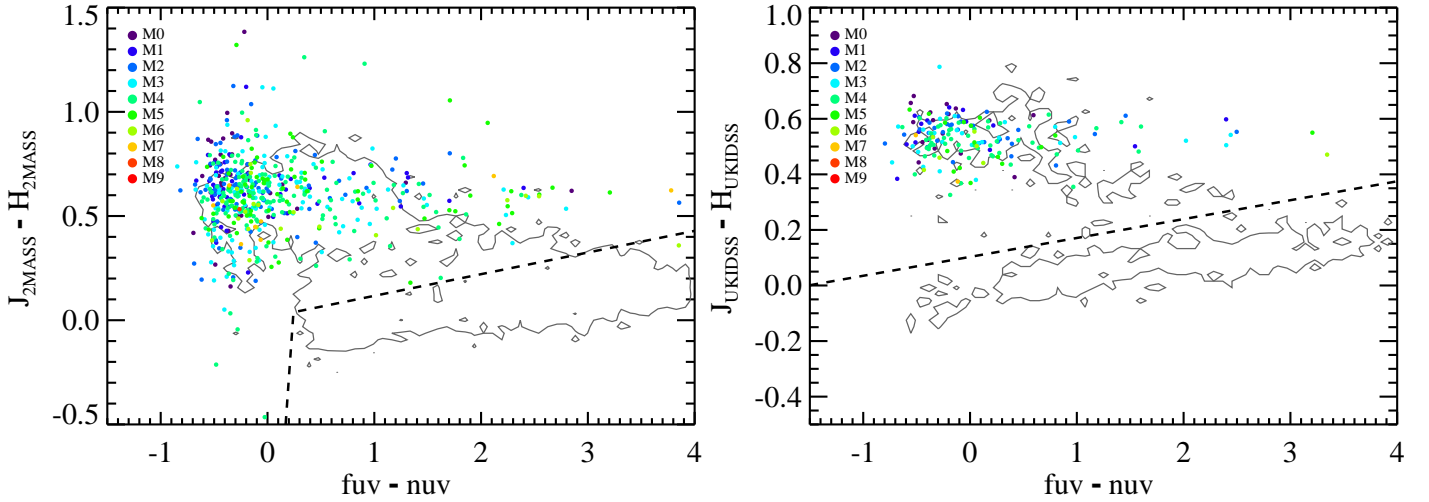 1.5
1.0
0.5
0.0
-0.5
J2MASS - H2MASS
M0
M1
M2
M3
M4
M5
M6
M7
M8
M9
-1 0 1 2 3 4
fuv - nuv
1.0
0.8
0.6
0.4
0.2
0.0
-0.2
-0.4
JUKIDSS - HUKIDSS
M0
M1
M2
M3
M4
M5
M6
M7
M8
M9
-1 0 1 2 3 4
fuv - nuv